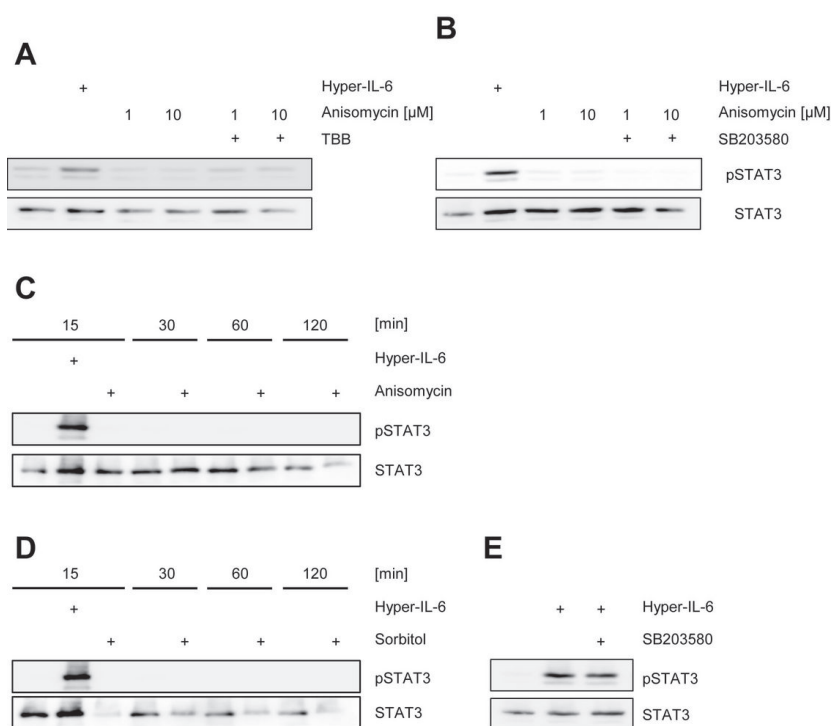 A
+ Hyper-IL-6
1 10 1 10 Anisomycin [µM]
+ + TBB
B
+ Hyper-IL-6
1 10 1 10 Anisomycin [µM]
+ + SB203580
pSTAT3
STAT3
C
15 30 60 120 [min]
+ Hyper-IL-6
+ + + + Anisomycin
pSTAT3
STAT3
D
15 30 60 120 [min]
+ Hyper-IL-6
+ + + + Sorbitol
pSTAT3
STAT3
E
+ + Hyper-IL-6
+ SB203580
pSTAT3
STAT3